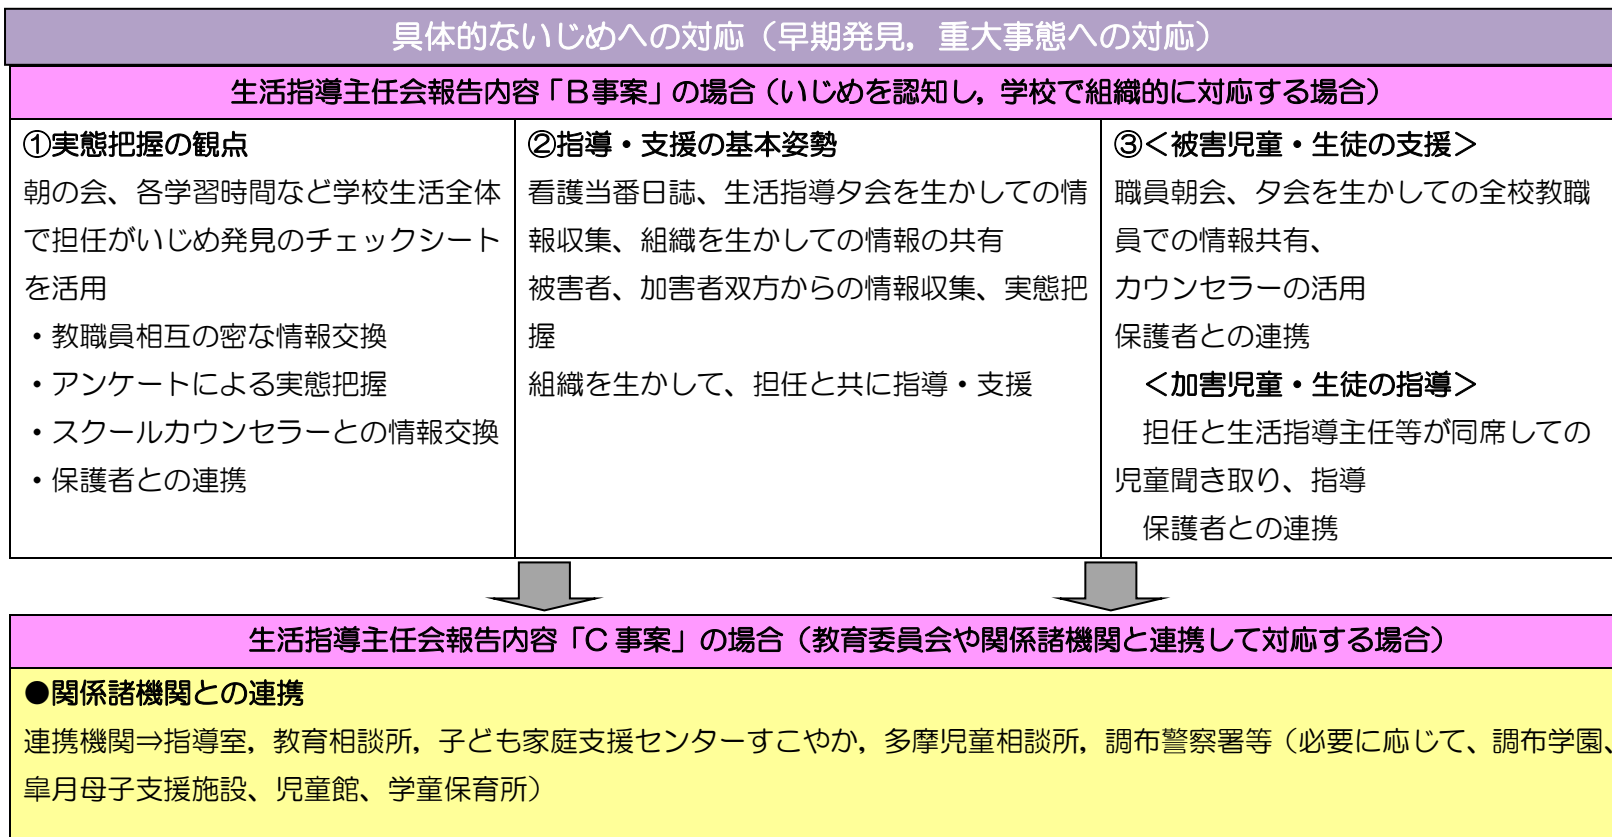 具体的ないじめへの対応（早期発見，重大事態への対応）
生活指導主任会報告内容「B事案」の場合（いじめを認知し，学校で組織的に対応する場合）
①実態把握の観点
朝の会、各学習時間など学校生活全体
で担任がいじめ発見のチェックシート
を活用
・教職員相互の密な情報交換
・アンケートによる実態把握
・スクールカウンセラーとの情報交換
・保護者との連携
②指導・支援の基本姿勢
看護当番日誌、生活指導夕会を生かしての情
報収集、組織を生かしての情報の共有
被害者、加害者双方からの情報収集、実態把
握
組織を生かして、担任と共に指導・支援
③＜被害児童・生徒の支援＞
職員朝会、夕会を生かしての全校教職
員での情報共有、
カウンセラーの活用
保護者との連携
＜加害児童・生徒の指導＞
担任と生活指導主任等が同席しての
児童聞き取り、指導
保護者との連携
生活指導主任会報告内容「C 事案」の場合（教育委員会や関係諸機関と連携して対応する場合）
●関係諸機関との連携
連携機関⇒指導室，教育相談所，子ども家庭支援センターすこやか，多摩児童相談所，調布警察署等（必要に応じて、調布学園、
皐月母子支援施設、児童館、学童保育所）